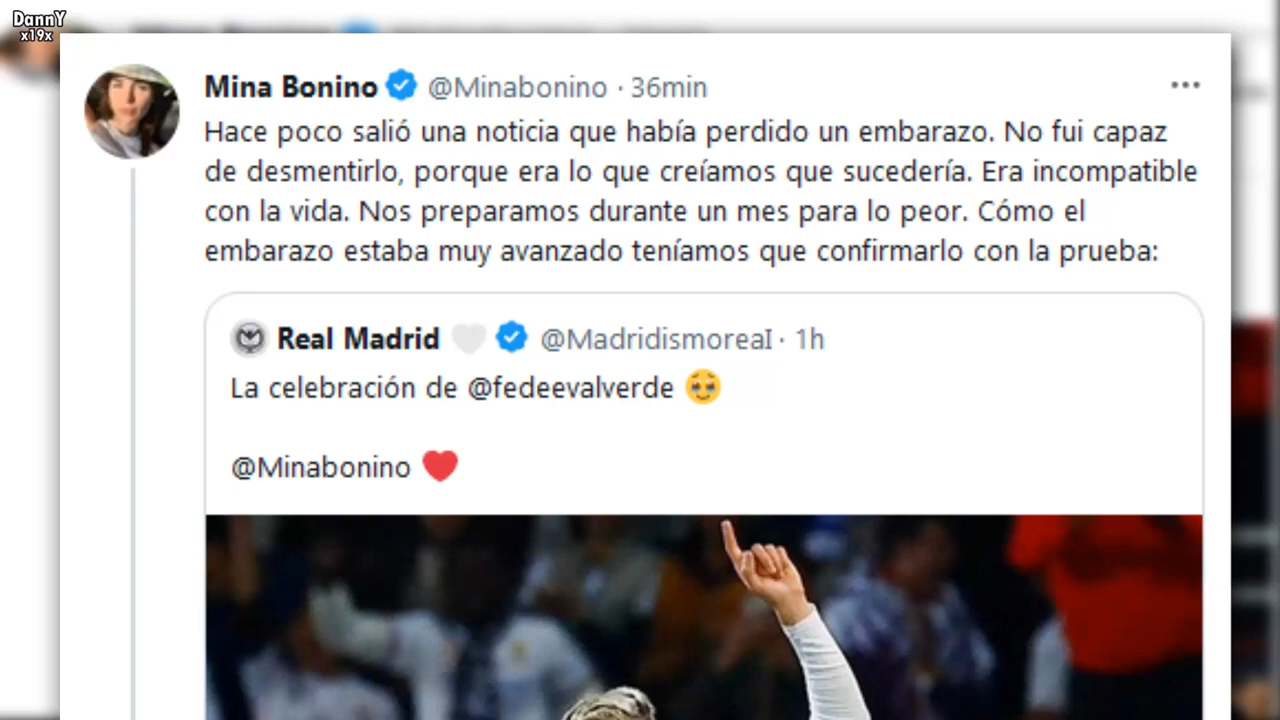 DannY
x19x
Mina Bonino @Minabonino · 36min
Hace poco salió una noticia que había perdido un embarazo. No fui capaz
de desmentirlo, porque era lo que creíamos que sucedería. Era incompatible
con la vida. Nos preparamos durante un mes para lo peor. Cómo el
embarazo estaba muy avanzado teníamos que confirmarlo con la prueba:
Real Madrid 🤍 @MadridismoreaI · 1h
La celebración de @fedeevalverde 🥹
@Minabonino ❤️